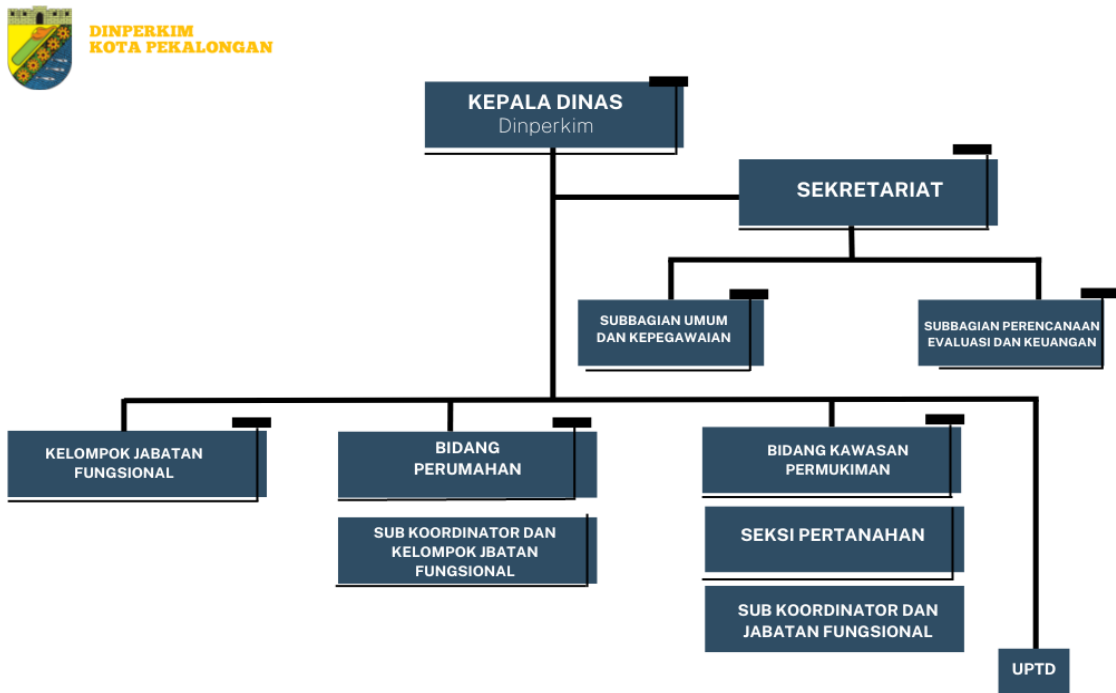 DINPERKIM
KOTA PEKALONGAN
KEPALA DINAS
Dinperkim
SEKRETARIAT
SUBBAGIAN UMUM
DAN KEPEGAWAIAN
SUBBAGIAN PERENCANAAN
EVALUASI DAN KEUANGAN
KELOMPOK JABATAN
FUNGSIONAL
BIDANG
PERUMAHAN
BIDANG KAWASAN
PERMUKIMAN
SUB KOORDINATOR DAN
KELOMPOK JBATAN
FUNGSIONAL
SEKSI PERTANAHAN
SUB KOORDINATOR DAN
JABATAN FUNGSIONAL
UPTD